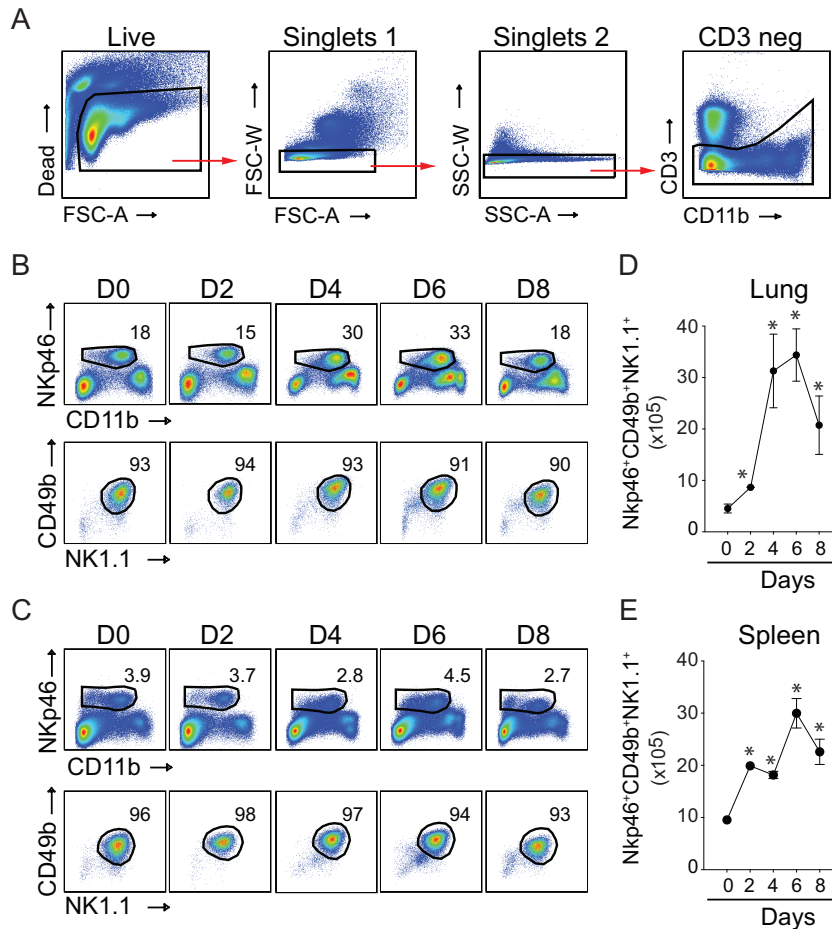 A
Live
Singlets 1
Singlets 2
CD3 neg
Dead
FSC-A
FSC-W
FSC-A
SSC-W
SSC-A
CD3
CD11b
B
D0 D2 D4 D6 D8
NKp46
18 15 30 33 18
CD11b
CD49b
93 94 93 91 90
NK1.1
C
D0 D2 D4 D6 D8
NKp46
3.9 3.7 2.8 4.5 2.7
CD11b
CD49b
96 98 97 94 93
NK1.1
D
Lung
Nkp46⁺CD49b⁺NK1.1⁺
(x10⁵)
40
30
20
10
0
* * * *
0 2 4 6 8
Days
E
Spleen
Nkp46⁺CD49b⁺NK1.1⁺
(x10⁵)
40
30
20
10
0
* * * *
0 2 4 6 8
Days